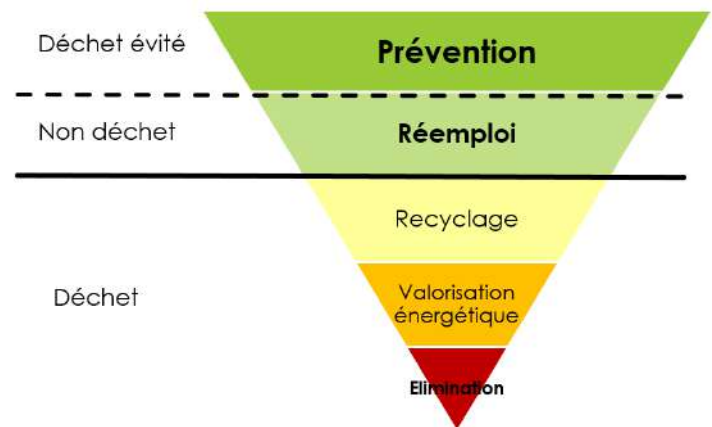 Déchet évité
Prévention
Non déchet
Réemploi
Recyclage
Déchet
Valorisation
énergétique
Elimination